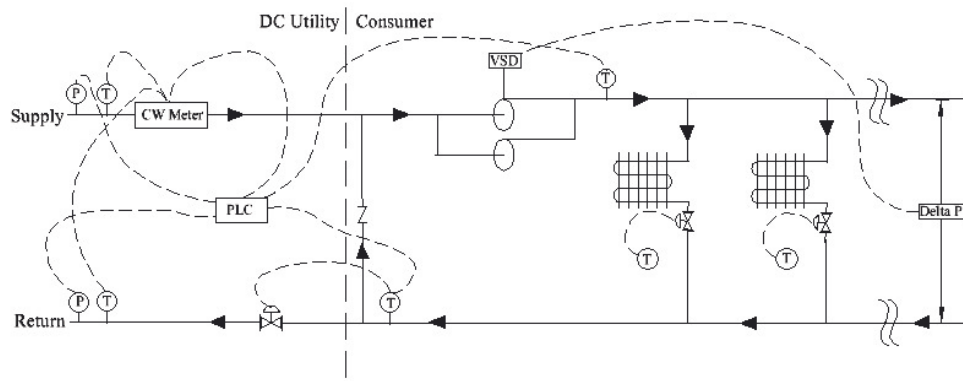 DC Utility
Consumer
VSD
T
P
T
Supply
CW Meter
PLC
Delta P
T
T
P
T
T
Return